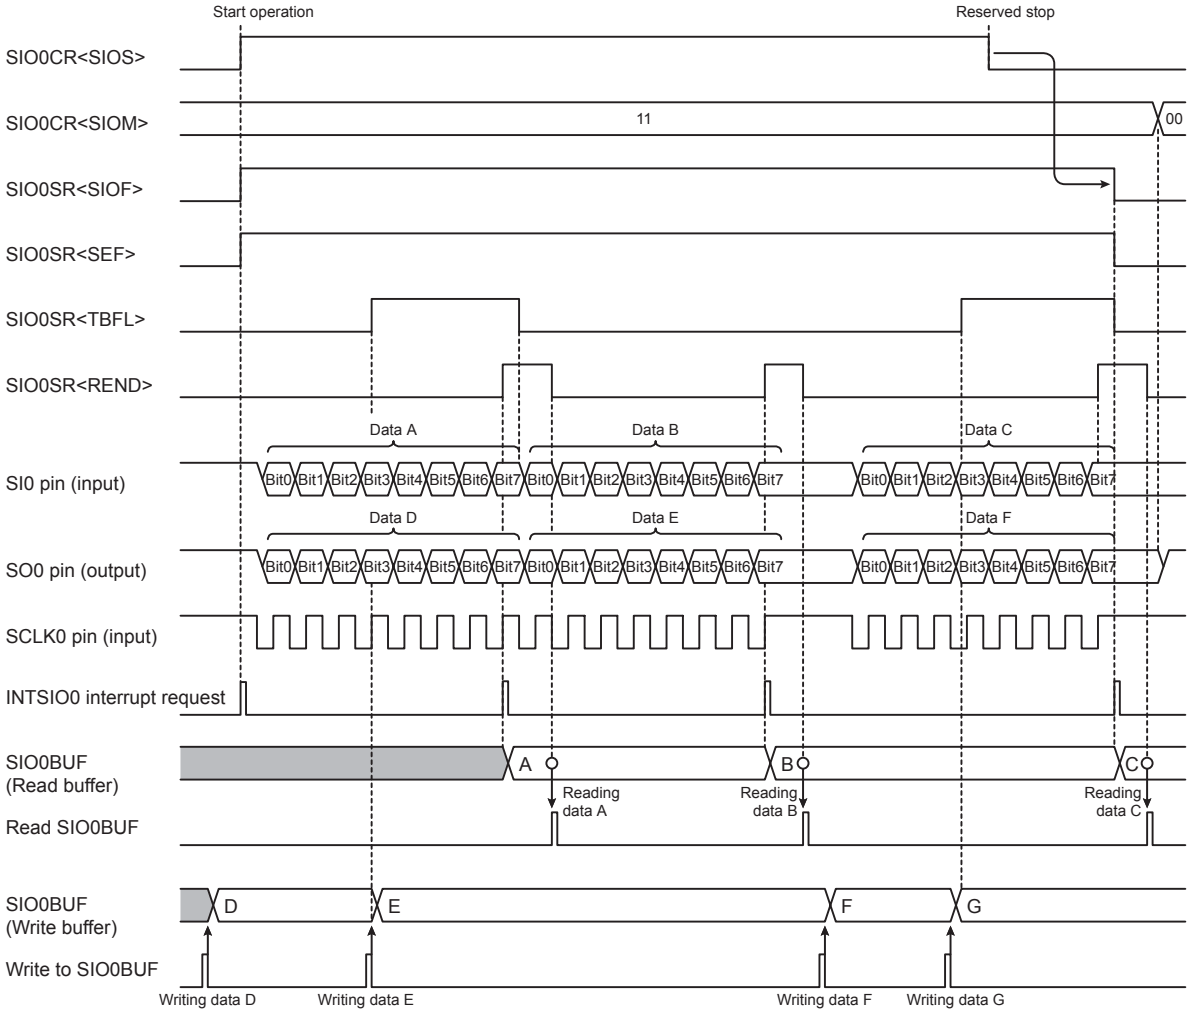 Start operation Reserved stop
SIO0CR<SIOS>
SIO0CR<SIOM> 11 00
SIO0SR<SIOF>
SIO0SR<SEF>
SIO0SR<TBFL>
SIO0SR<REND>
Data A Data B Data C
SI0 pin (input) Bit0 Bit1 Bit2 Bit3 Bit4 Bit5 Bit6 Bit7 Bit0 Bit1 Bit2 Bit3 Bit4 Bit5 Bit6 Bit7 Bit0 Bit1 Bit2 Bit3 Bit4 Bit5 Bit6 Bit7
Data D Data E Data F
SO0 pin (output) Bit0 Bit1 Bit2 Bit3 Bit4 Bit5 Bit6 Bit7 Bit0 Bit1 Bit2 Bit3 Bit4 Bit5 Bit6 Bit7 Bit0 Bit1 Bit2 Bit3 Bit4 Bit5 Bit6 Bit7
SCLK0 pin (input)
INTSIO0 interrupt request
SIO0BUF A B C
(Read buffer)
Reading Reading Reading
data A data B data C
Read SIO0BUF
SIO0BUF D E F G
(Write buffer)
Write to SIO0BUF
Writing data D Writing data E Writing data F Writing data G